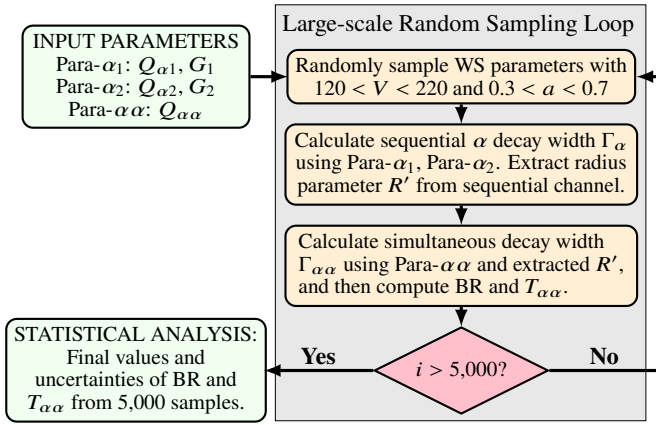 INPUT PARAMETERS
Para-α₁: Qα₁, G₁
Para-α₂: Qα₂, G₂
Para-αα: Qαα
Large-scale Random Sampling Loop
Randomly sample WS parameters with
120 < V < 220 and 0.3 < a < 0.7
Calculate sequential α decay width Γα
using Para-α₁, Para-α₂. Extract radius
parameter R′ from sequential channel.
Calculate simultaneous decay width
Γαα using Para-αα and extracted R′,
and then compute BR and Tαα.
i > 5,000?
Yes
No
STATISTICAL ANALYSIS:
Final values and
uncertainties of BR and
Tαα from 5,000 samples.